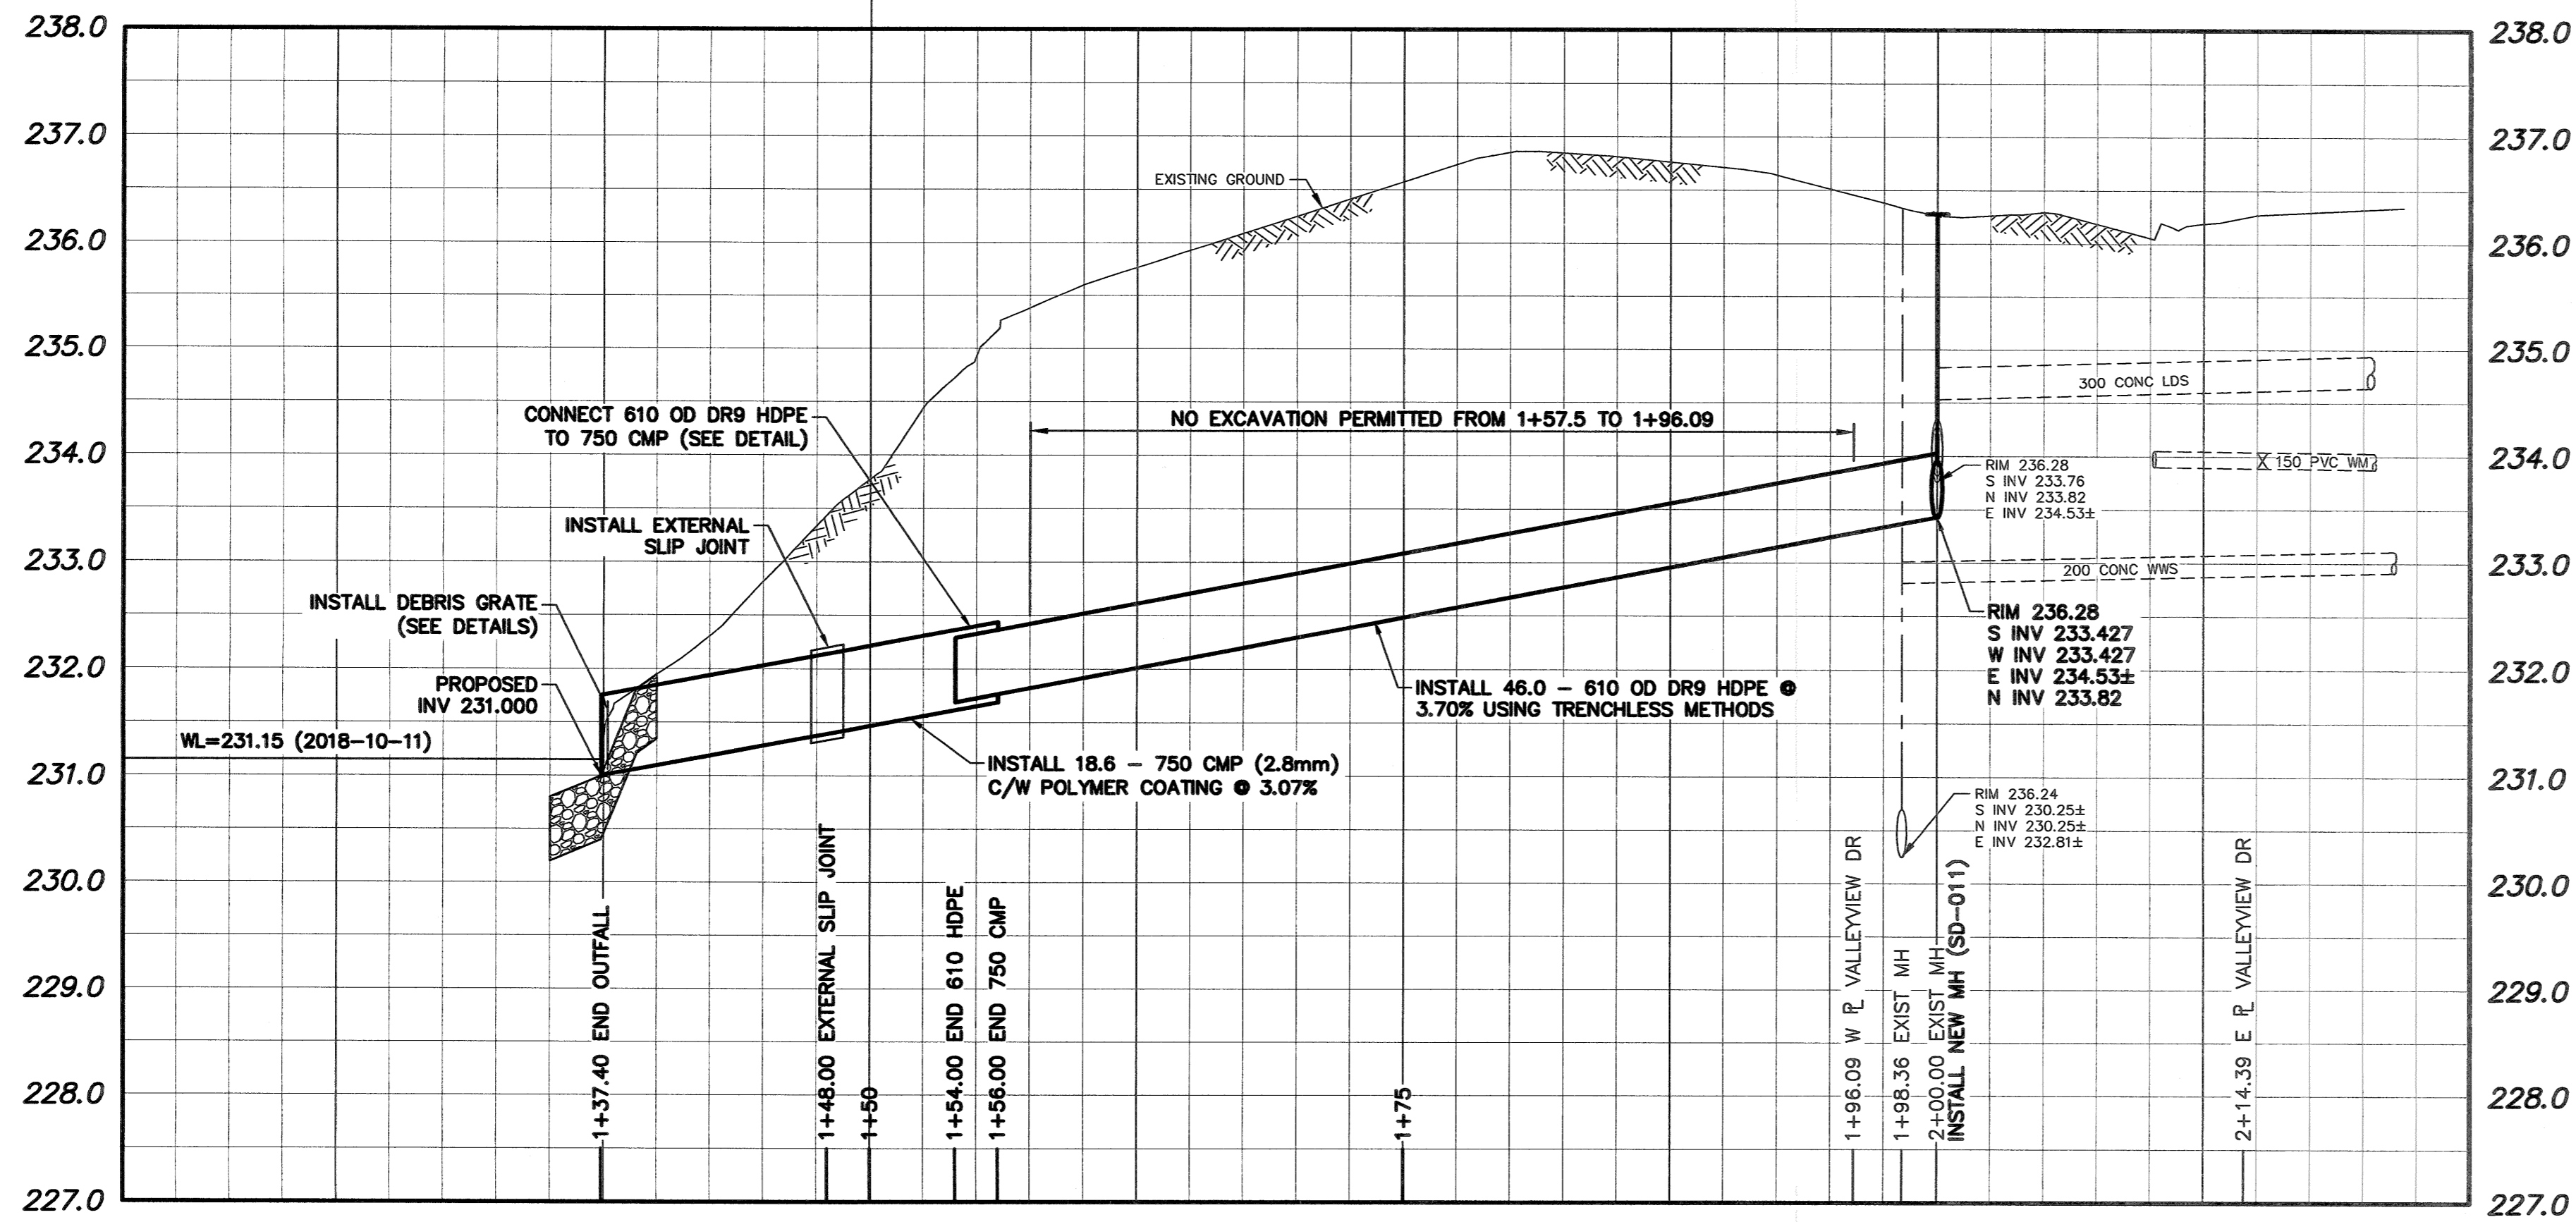 238.0
237.0
236.0
235.0
234.0
233.0
232.0
231.0
230.0
229.0
228.0
227.0
238.0
237.0
236.0
235.0
234.0
233.0
232.0
231.0
230.0
229.0
228.0
227.0
EXISTING GROUND
CONNECT 610 OD DR9 HDPE
TO 750 CMP (SEE DETAIL)
NO EXCAVATION PERMITTED FROM 1+57.5 TO 1+96.09
300 CONC LDS
150 PVC WM
RIM 236.28
S INV 233.76
N INV 233.82
E INV 234.53±
INSTALL EXTERNAL
SLIP JOINT
200 CONC WWS
INSTALL DEBRIS GRATE
(SEE DETAILS)
RIM 236.28
S INV 233.427
W INV 233.427
E INV 234.53±
N INV 233.82
PROPOSED
INV 231.000
INSTALL 46.0 – 610 OD DR9 HDPE @
3.70% USING TRENCHLESS METHODS
WL=231.15 (2018–10–11)
INSTALL 18.6 – 750 CMP (2.8mm)
C/W POLYMER COATING @ 3.07%
RIM 236.24
S INV 230.25±
N INV 230.25±
E INV 232.81±
1+37.40 END OUTFALL
1+48.00 EXTERNAL SLIP JOINT
1+50
1+54.00 END 610 HDPE
1+56.00 END 750 CMP
1+75
1+96.09 W PL VALLEYVIEW DR
1+98.36 EXIST MH
2+00.00 EXIST MH
INSTALL NEW MH (SD–011)
2+14.39 E PL VALLEYVIEW DR